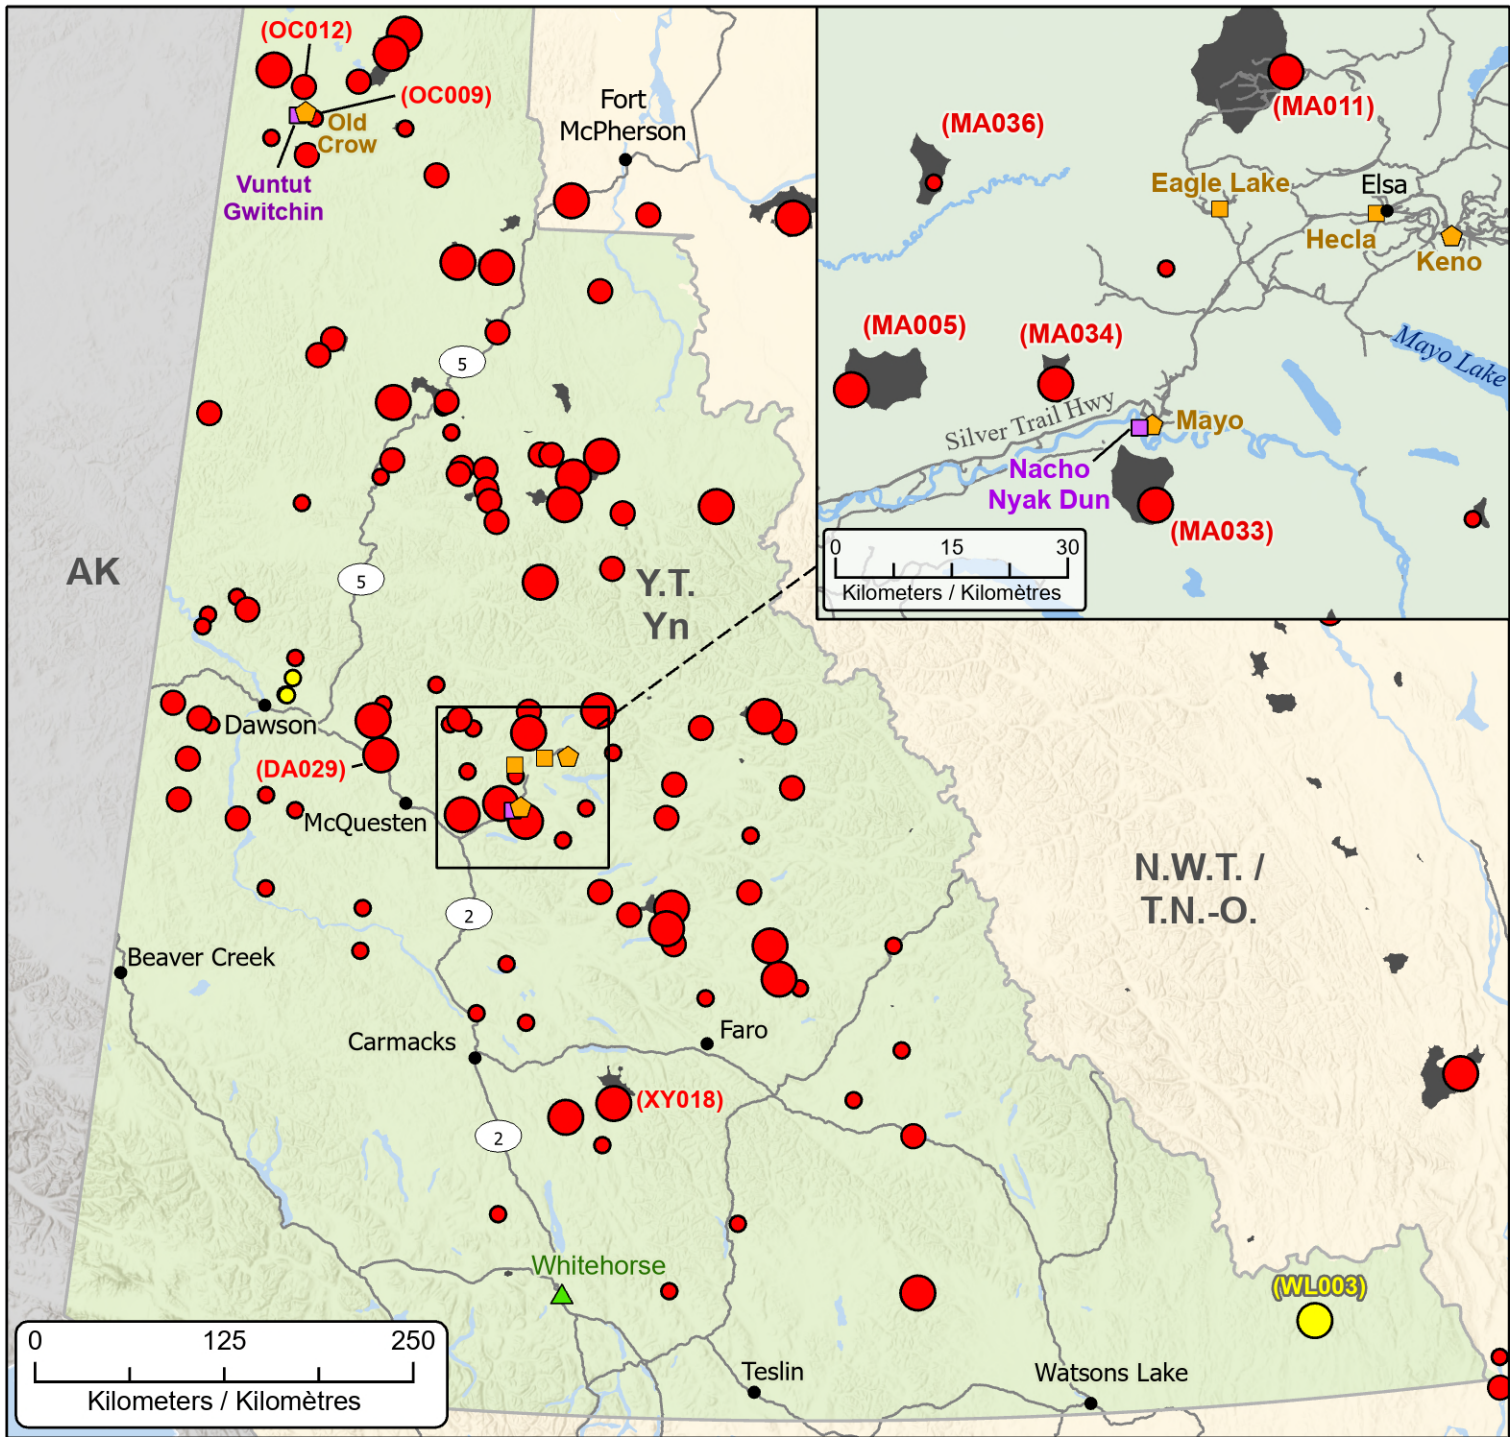 (OC012)
(OC009)
Old
Crow
Vuntut
Gwitchin
Fort
McPherson
5
5
AK
Y.T.
Yn
Dawson
(DA029)
McQuesten
2
Beaver Creek
Carmacks
Faro
(XY018)
2
Whitehorse
Teslin
Watsons Lake
(WL003)
N.W.T. /
T.N.-O.
0 125 250
Kilometers / Kilomètres
(MA011)
(MA036)
Eagle Lake
Elsa
Hecla
Keno
(MA005)
(MA034)
Mayo Lake
Silver Trail Hwy
Mayo
Nacho
Nyak Dun
(MA033)
0 15 30
Kilometers / Kilomètres